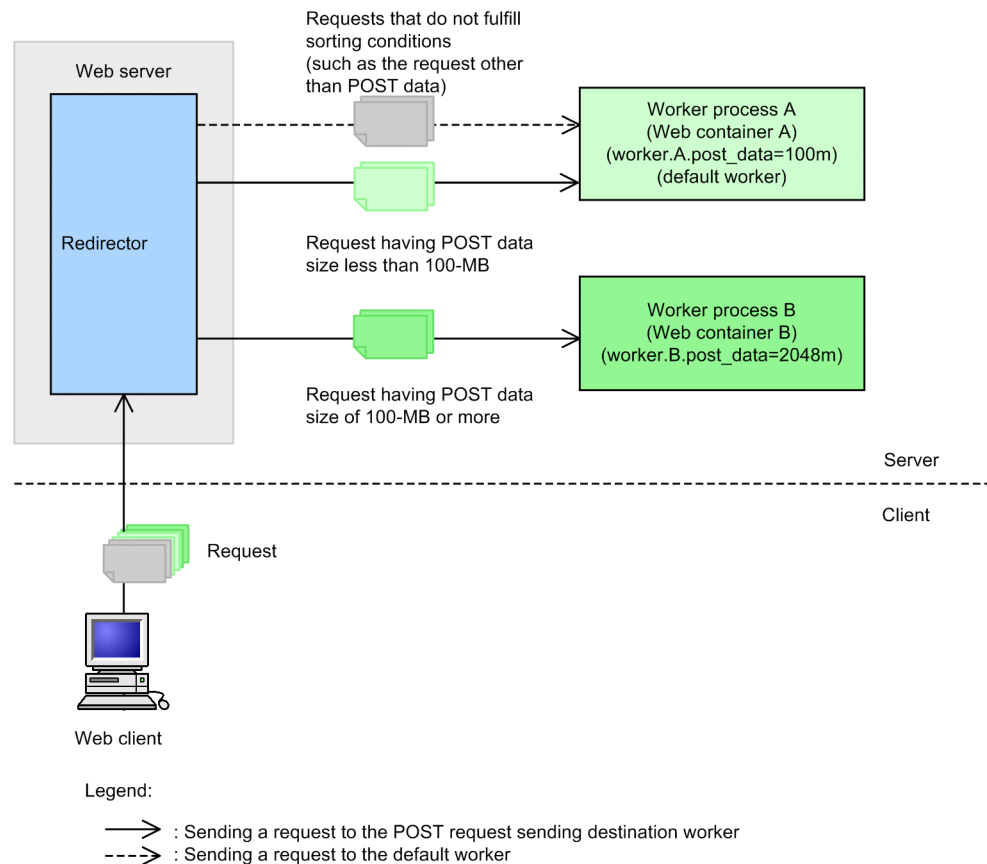 Requests that do not fulfill
sorting conditions
(such as the request other
than POST data)
Web server
Redirector
Worker process A
(Web container A)
(worker.A.post_data=100m)
(default worker)
Request having POST data
size less than 100-MB
Worker process B
(Web container B)
(worker.B.post_data=2048m)
Request having POST data
size of 100-MB or more
Server
Client
Request
Web client
Legend:
: Sending a request to the POST request sending destination worker
: Sending a request to the default worker